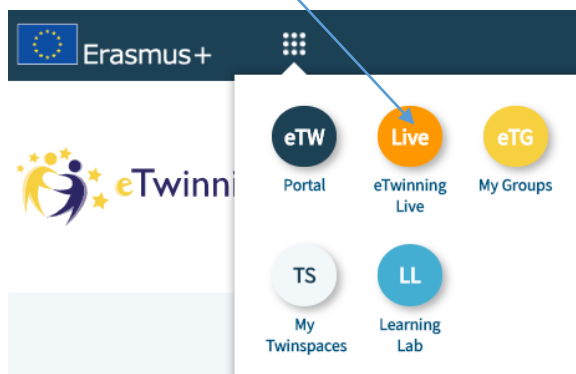 Erasmus+
eTW Live eTG
Portal eTwinning Live My Groups
eTwinni
TS LL
My Twinspaces Learning Lab